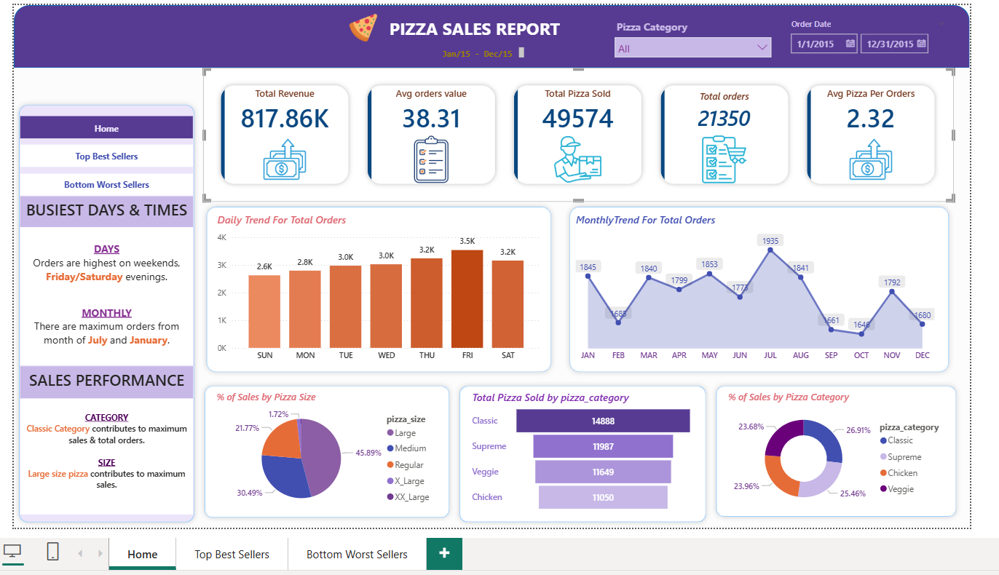 PIZZA SALES REPORT
Jan/15 - Dec/15
Pizza Category
All
Order Date
1/1/2015
12/31/2015
Home
Top Best Sellers
Bottom Worst Sellers
BUSIEST DAYS & TIMES
DAYS
Orders are highest on weekends,
Friday/Saturday evenings.
MONTHLY
There are maximum orders from
month of July and January.
SALES PERFORMANCE
CATEGORY
Classic Category contributes to maximum
sales & total orders.
SIZE
Large size pizza contributes to maximum
sales.
Total Revenue
817.86K
Avg orders value
38.31
Total Pizza Sold
49574
Total orders
21350
Avg Pizza Per Orders
2.32
Daily Trend For Total Orders
4K
3K
2K
1K
0K
2.6K
2.8K
3.0K
3.0K
3.2K
3.5K
3.2K
SUN
MON
TUE
WED
THU
FRI
SAT
MonthlyTrend For Total Orders
1845
1685
1840
1799
1853
1773
1935
1841
1661
1646
1792
1680
JAN
FEB
MAR
APR
MAY
JUN
JUL
AUG
SEP
OCT
NOV
DEC
% of Sales by Pizza Size
1.72%
21.77%
45.89%
30.49%
pizza_size
Large
Medium
Regular
X_Large
XX_Large
Total Pizza Sold by pizza_category
Classic
14888
Supreme
11987
Veggie
11649
Chicken
11050
% of Sales by Pizza Category
23.68%
26.91%
23.96%
25.46%
pizza_category
Classic
Supreme
Chicken
Veggie
Home
Top Best Sellers
Bottom Worst Sellers